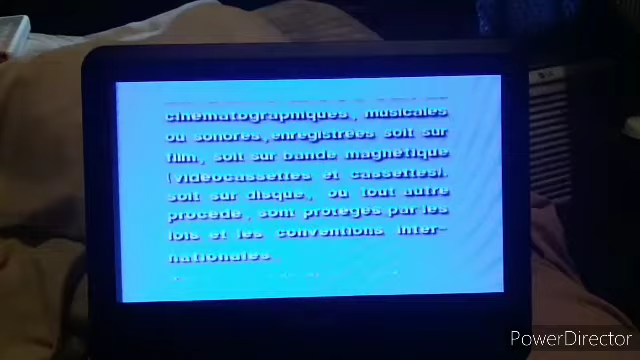 cinématographiques, musicales
ou sonores, enregistrées soit sur
film, soit sur bande magnétique
(vidéocassettes et cassettes),
soit sur disque, ou tout autre
procédé, sont protégés par les
lois et les conventions inter-
nationales
PowerDirector